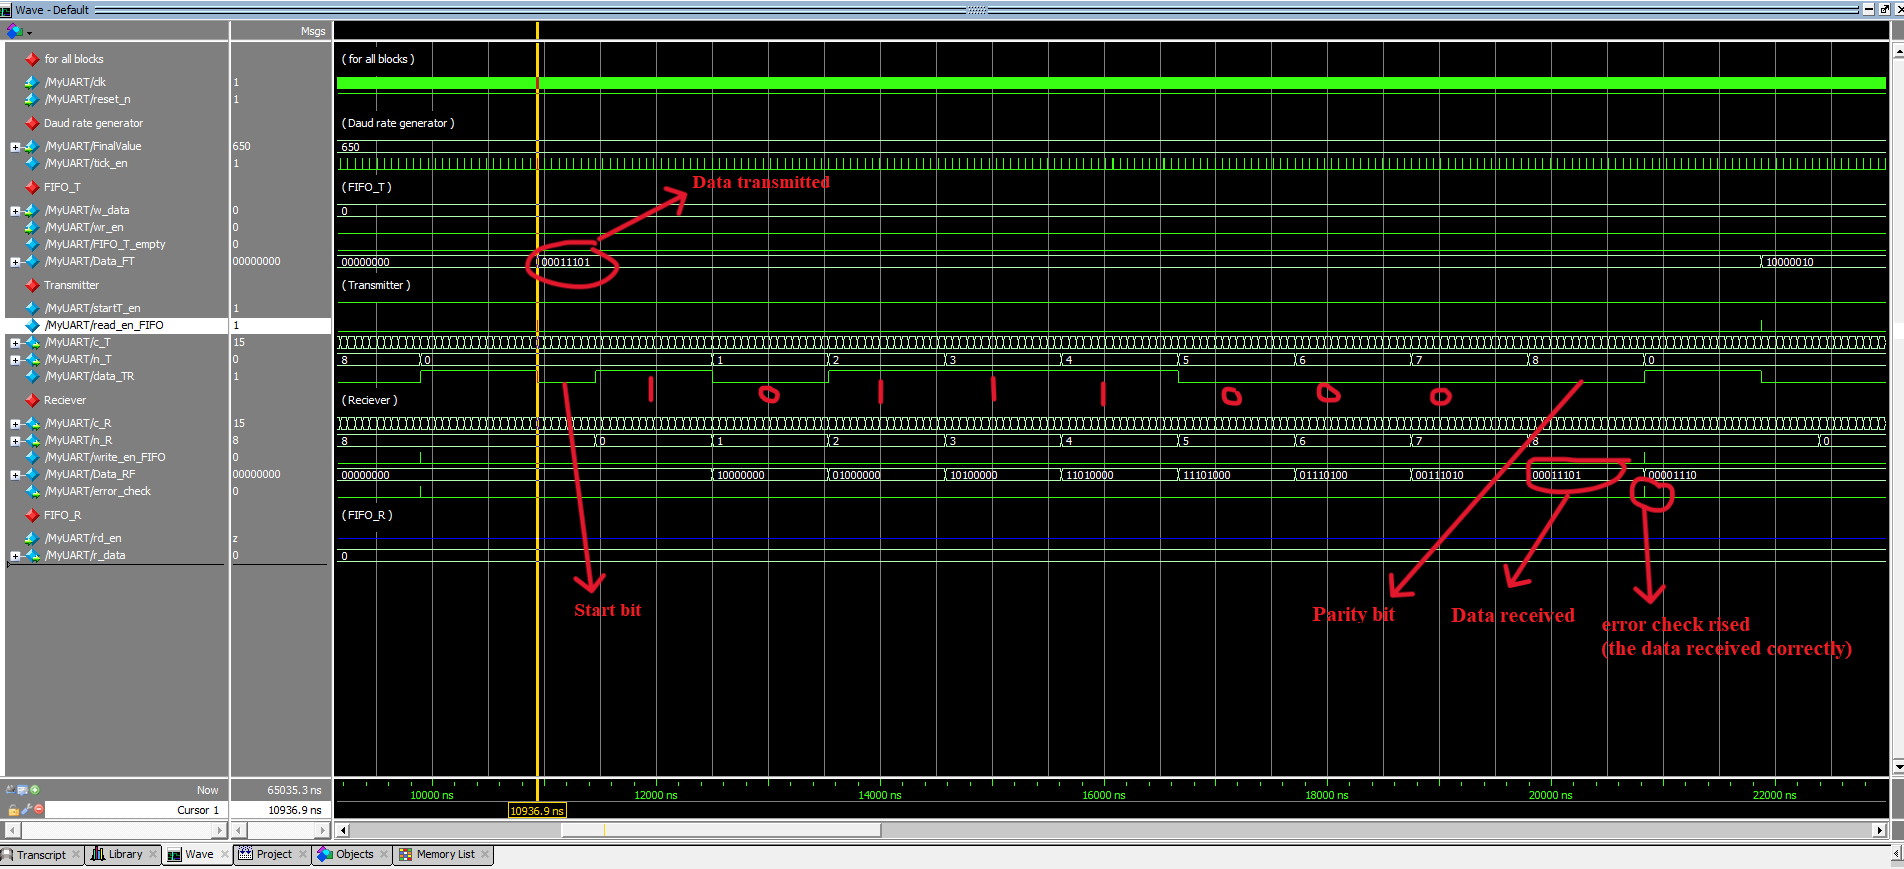 Wave - Default
Msgs
for all blocks
( for all blocks )
/MyUART/clk 1
/MyUART/reset_n 1
Daud rate generator
( Daud rate generator )
/MyUART/FinalValue 650 650
/MyUART/tick_en 1
FIFO_T
( FIFO_T )
Data transmitted
/MyUART/w_data 0 0
/MyUART/wr_en 0
/MyUART/FIFO_T_empty 0
/MyUART/Data_FT 00000000 00000000 00011101 10000010
Transmitter
( Transmitter )
/MyUART/startT_en 1
/MyUART/read_en_FIFO 1
/MyUART/c_T 15
/MyUART/n_T 0 8 0 1 2 3 4 5 6 7 8 0
/MyUART/data_TR 1
1 0 1 1 1 0 0 0
Reciever
( Reciever )
/MyUART/c_R 15
/MyUART/n_R 8 8 0 1 2 3 4 5 6 7 8 0
/MyUART/write_en_FIFO 0
/MyUART/Data_RF 00000000 00000000 10000000 01000000 10100000 11010000 11101000 01110100 00111010 00011101 00001110
/MyUART/error_check 0
FIFO_R
( FIFO_R )
/MyUART/rd_en z
/MyUART/r_data 0 0
Start bit
Parity bit
Data received
error check rised
(the data received correctly)
Now 65035.3 ns
10000 ns 12000 ns 14000 ns 16000 ns 18000 ns 20000 ns 22000 ns
Cursor 1 10936.9 ns
10936.9 ns
Transcript Library Wave Project Objects Memory List